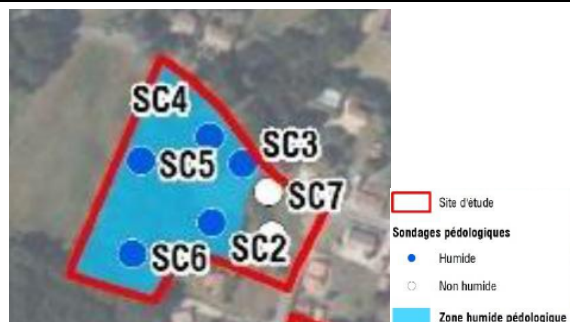 SC4
SC3
SC5
SC7
SC2
SC6
Site d'étude
Sondages pédologiques
Humide
Non humide
Zone humide pédologique